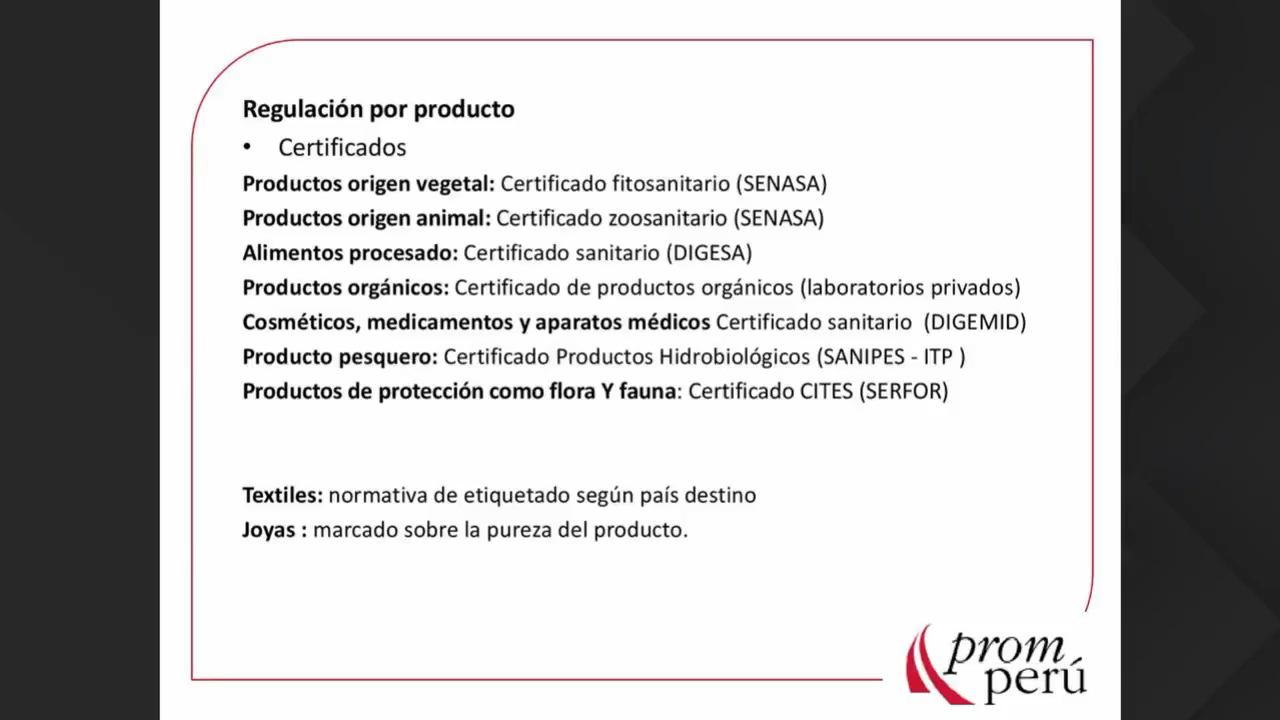 Regulación por producto
• Certificados
Productos origen vegetal: Certificado fitosanitario (SENASA)
Productos origen animal: Certificado zoosanitario (SENASA)
Alimentos procesado: Certificado sanitario (DIGESA)
Productos orgánicos: Certificado de productos orgánicos (laboratorios privados)
Cosméticos, medicamentos y aparatos médicos Certificado sanitario (DIGEMID)
Producto pesquero: Certificado Productos Hidrobiológicos (SANIPES - ITP )
Productos de protección como flora Y fauna: Certificado CITES (SERFOR)
Textiles: normativa de etiquetado según país destino
Joyas : marcado sobre la pureza del producto.
prom
perú